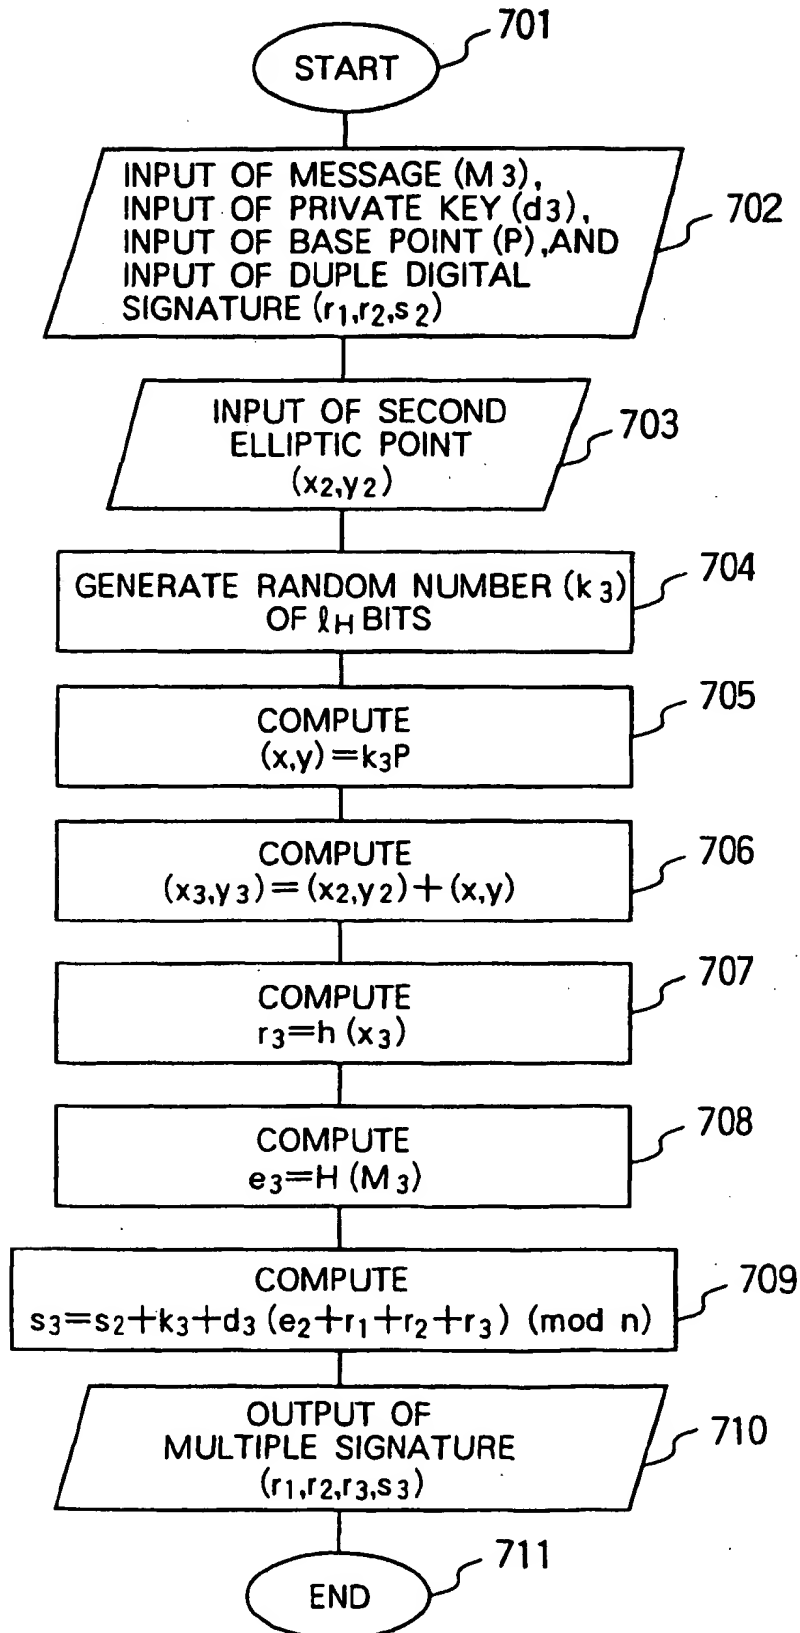 701
START
INPUT OF MESSAGE (M3),
INPUT OF PRIVATE KEY (d3),
INPUT OF BASE POINT (P), AND
INPUT OF DUPLE DIGITAL
SIGNATURE (r1,r2,s2)
702
INPUT OF SECOND
ELLIPTIC POINT
(x2,y2)
703
GENERATE RANDOM NUMBER (k3)
OF ℓH BITS
704
COMPUTE
(x,y)=k3P
705
COMPUTE
(x3,y3)=(x2,y2)+(x,y)
706
COMPUTE
r3=h(x3)
707
COMPUTE
e3=H(M3)
708
COMPUTE
s3=s2+k3+d3(e2+r1+r2+r3) (mod n)
709
OUTPUT OF
MULTIPLE SIGNATURE
(r1,r2,r3,s3)
710
END
711